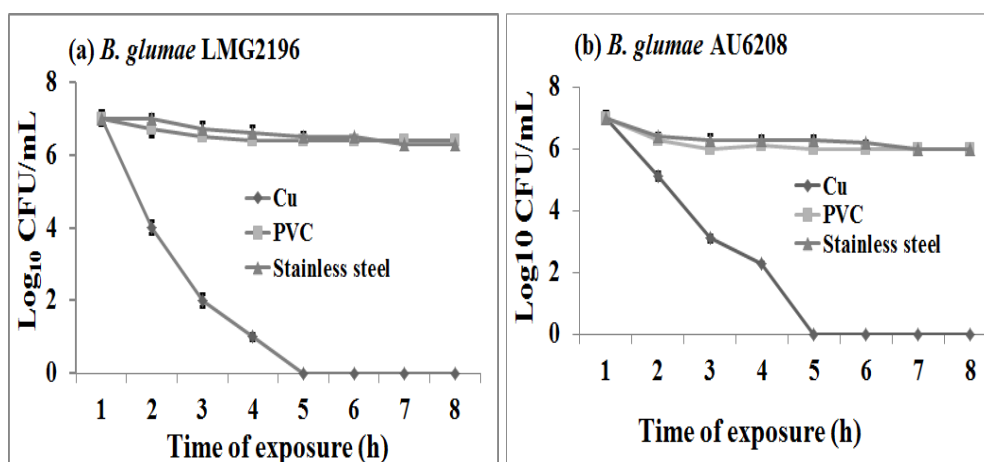 (a) B. glumae LMG2196
Log₁₀ CFU/mL
8
6
4
2
0
Cu
PVC
Stainless steel
1 2 3 4 5 6 7 8
Time of exposure (h)
(b) B. glumae AU6208
Log10 CFU/mL
8
6
4
2
0
Cu
PVC
Stainless steel
1 2 3 4 5 6 7 8
Time of exposure (h)